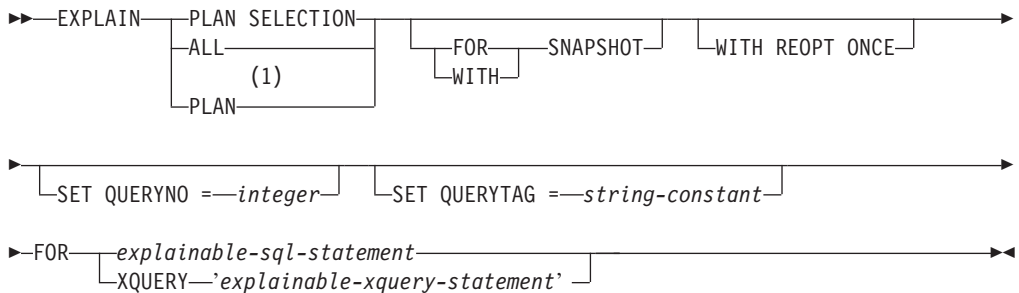 EXPLAIN PLAN SELECTION
ALL FOR SNAPSHOT WITH REOPT ONCE
(1) WITH
PLAN
SET QUERYNO = integer SET QUERYTAG = string-constant
FOR explainable-sql-statement
XQUERY 'explainable-xquery-statement'